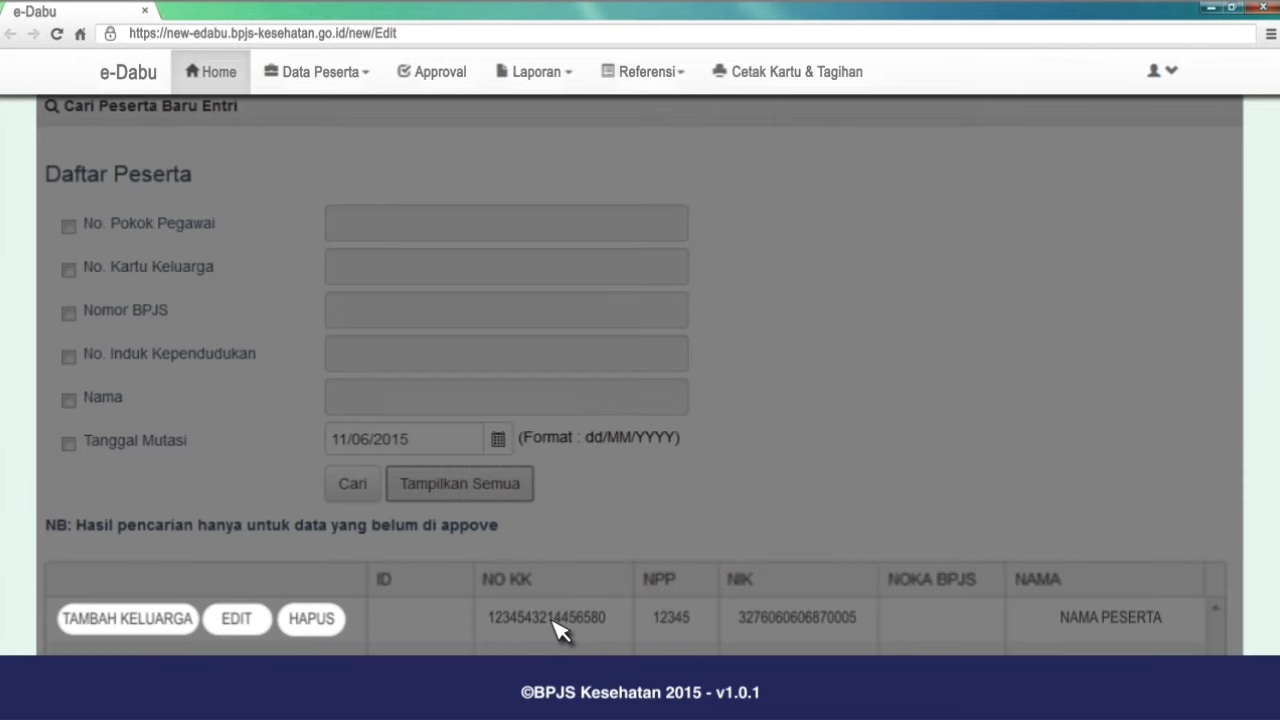 e-Dabu
https://new-edabu.bpjs-kesehatan.go.id/new/Edit
e-Dabu Home Data Peserta Approval Laporan Referensi Cetak Kartu & Tagihan
Cari Peserta Baru Entri
Daftar Peserta
No. Pokok Pegawai
No. Kartu Keluarga
Nomor BPJS
No. Induk Kependudukan
Nama
Tanggal Mutasi 11/06/2015 (Format : dd/MM/YYYY)
Cari Tampilkan Semua
NB: Hasil pencarian hanya untuk data yang belum di appove
ID NO KK NPP NIK NOKA BPJS NAMA
TAMBAH KELUARGA EDIT HAPUS 1234543214456580 12345 3276060606870005 NAMA PESERTA
©BPJS Kesehatan 2015 - v1.0.1